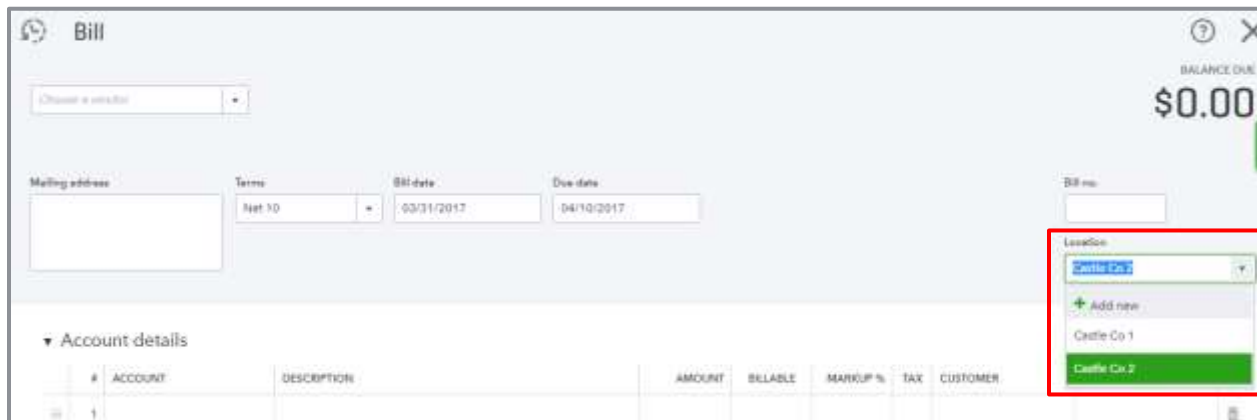 Bill
BALANCE DUE
$0.00
Choose a vendor
Mailing address
Terms
Bill date
Due date
Bill no.
Net 10
03/31/2017
04/10/2017
Location
Castle Co 2
+ Add new
Castle Co 1
Castle Co 2
Account details
# ACCOUNT DESCRIPTION AMOUNT BILLABLE MARKUP % TAX CUSTOMER
1